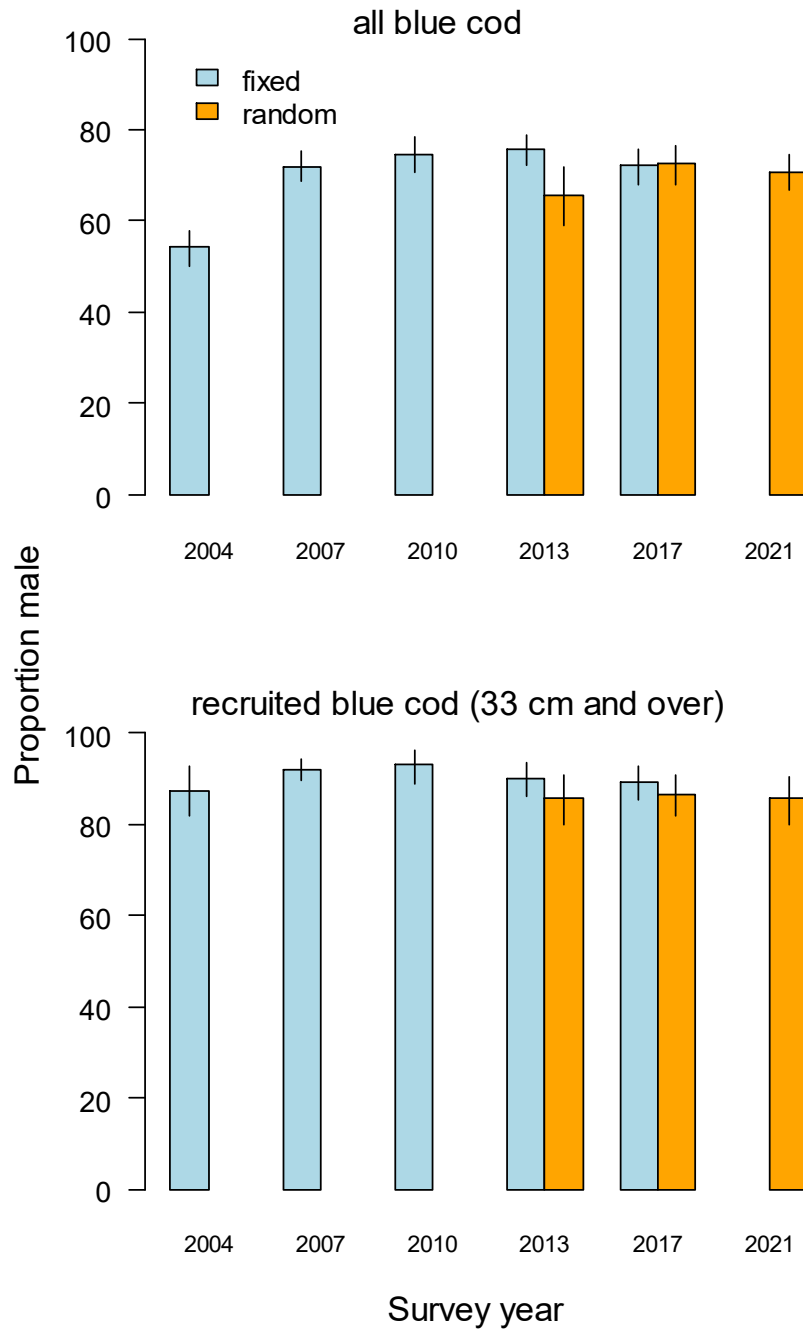 all blue cod
fixed
random
100
80
60
40
20
0
2004 2007 2010 2013 2017 2021
Proportion male
recruited blue cod (33 cm and over)
100
80
60
40
20
0
2004 2007 2010 2013 2017 2021
Survey year